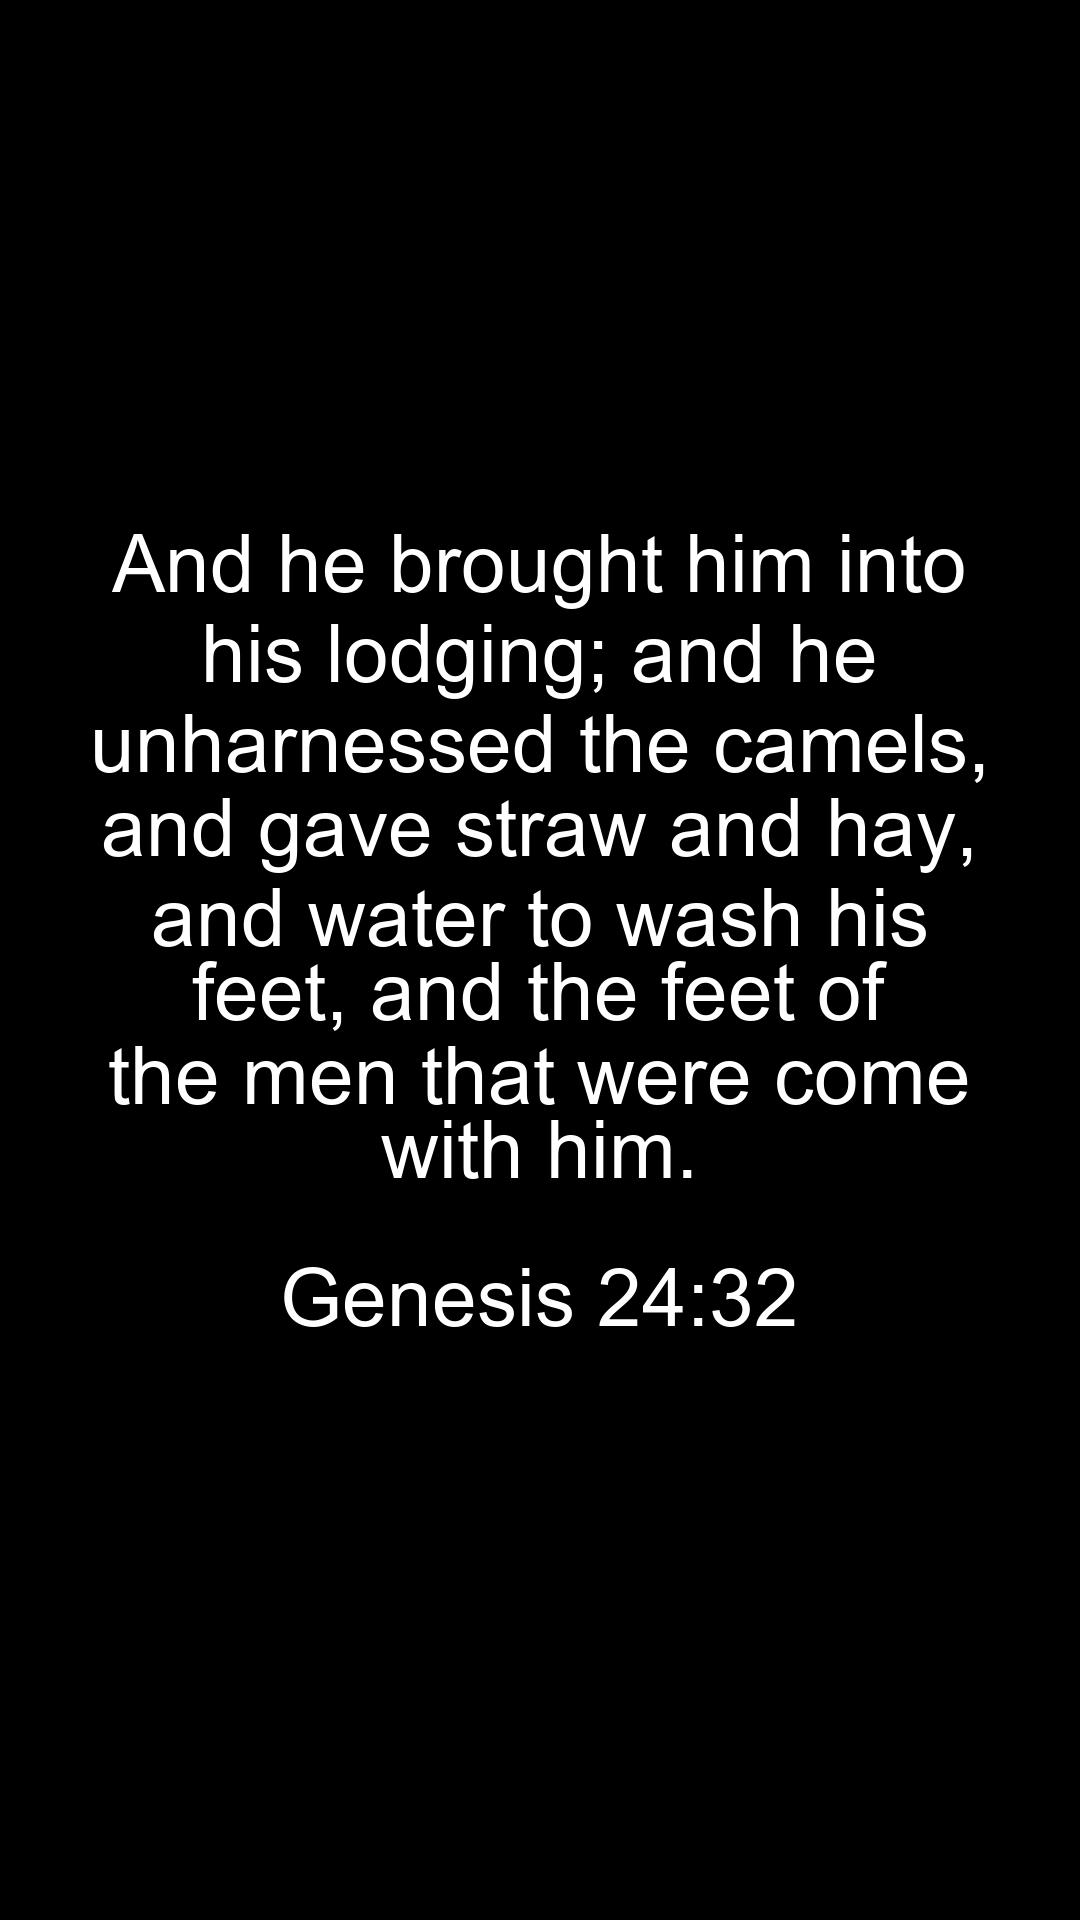 And he brought him into
his lodging; and he
unharnessed the camels,
and gave straw and hay,
and water to wash his
feet, and the feet of
the men that were come
with him.
Genesis 24:32